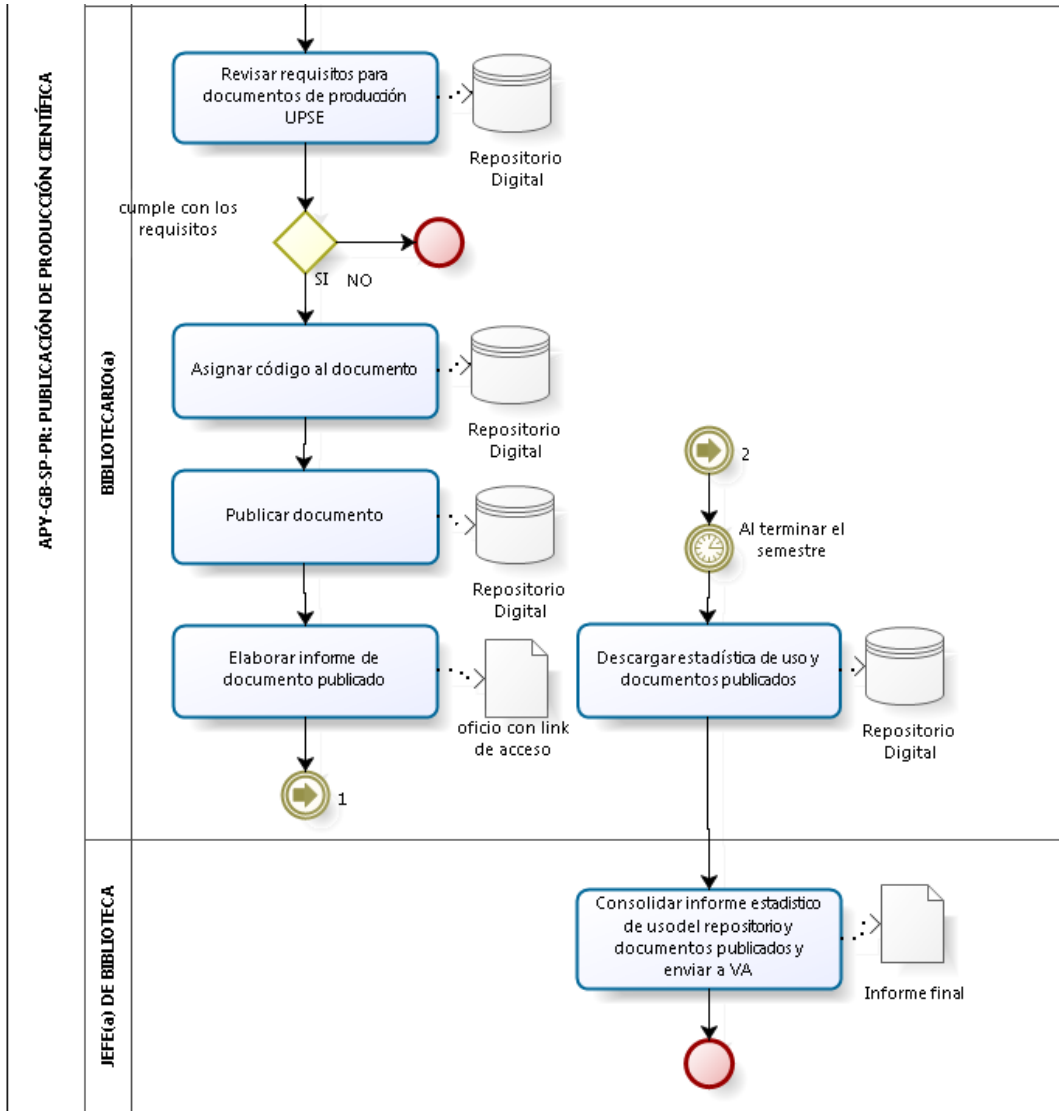 APY-GB-SP-PR: PUBLICACIÓN DE PRODUCCIÓN CIENTÍFICA
BIBLIOTECARIO(a)
Revisar requisitos para
documentos de producción
UPSE
Repositorio
Digital
cumple con los
requisitos
SI NO
Asignar código al documento
Repositorio
Digital
Publicar documento
Repositorio
Digital
Elaborar informe de
documento publicado
oficio con link
de acceso
1
2
Al terminar el
semestre
Descargar estadística de uso y
documentos publicados
Repositorio
Digital
JEFE(a) DE BIBLIOTECA
Consolidar informe estadístico
de uso del repositorio y
documentos publicados y
enviar a VA
Informe final